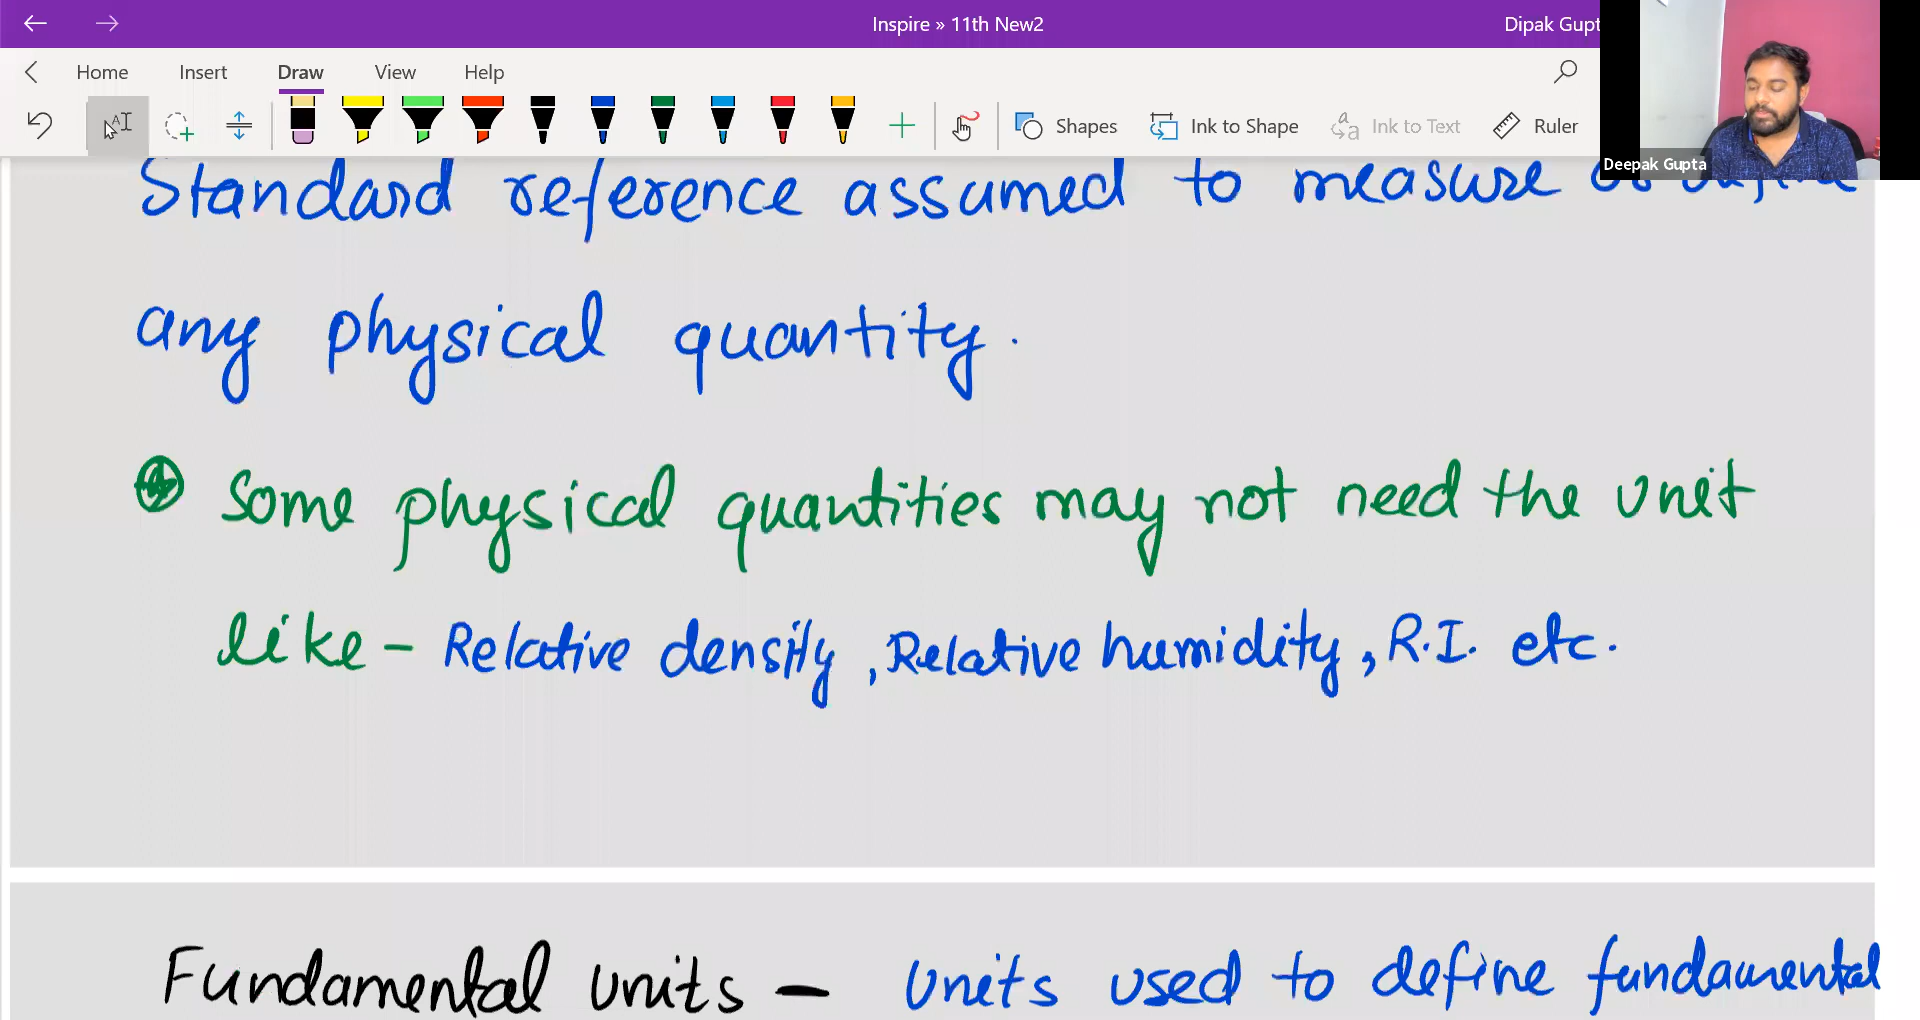 Inspire » 11th New2
Dipak Gupt
Home Insert Draw View Help
Shapes Ink to Shape Ink to Text Ruler
Deepak Gupta
Standard reference assumed to measure
any physical quantity.
Some physical quantities may not need the unit
like - Relative density, Relative humidity, R.I. etc.
Fundamental units - Units used to define fundamental